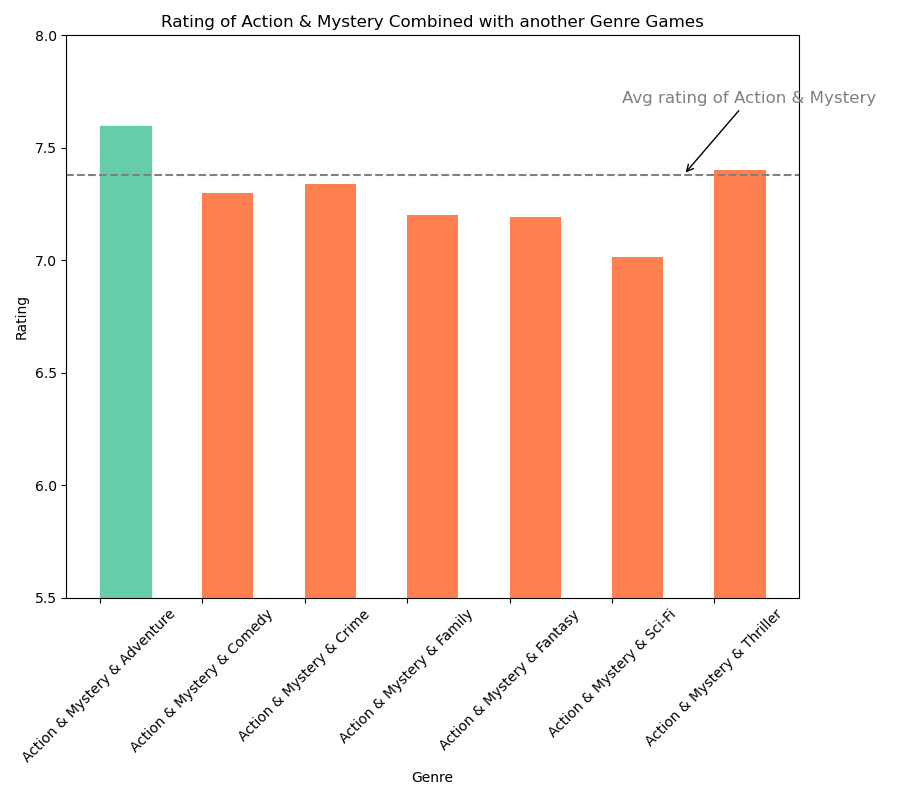 Rating of Action & Mystery Combined with another Genre Games
8.0
7.5
7.0
6.5
6.0
5.5
Rating
Avg rating of Action & Mystery
Action & Mystery & Adventure
Action & Mystery & Comedy
Action & Mystery & Crime
Action & Mystery & Family
Action & Mystery & Fantasy
Action & Mystery & Sci-Fi
Action & Mystery & Thriller
Genre